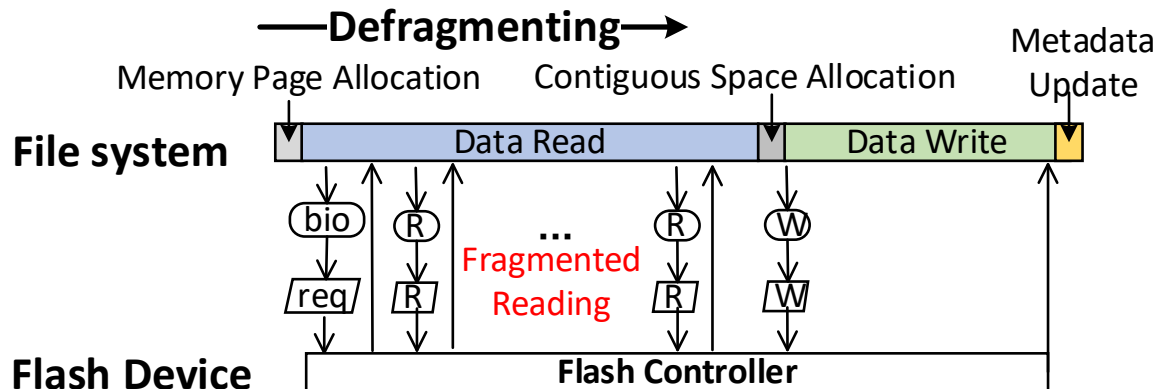 Defragmenting
Metadata
Update
Memory Page Allocation
Contiguous Space Allocation
File system
Data Read
Data Write
bio
R
...
R
W
Fragmented
Reading
req
R
R
W
Flash Device
Flash Controller